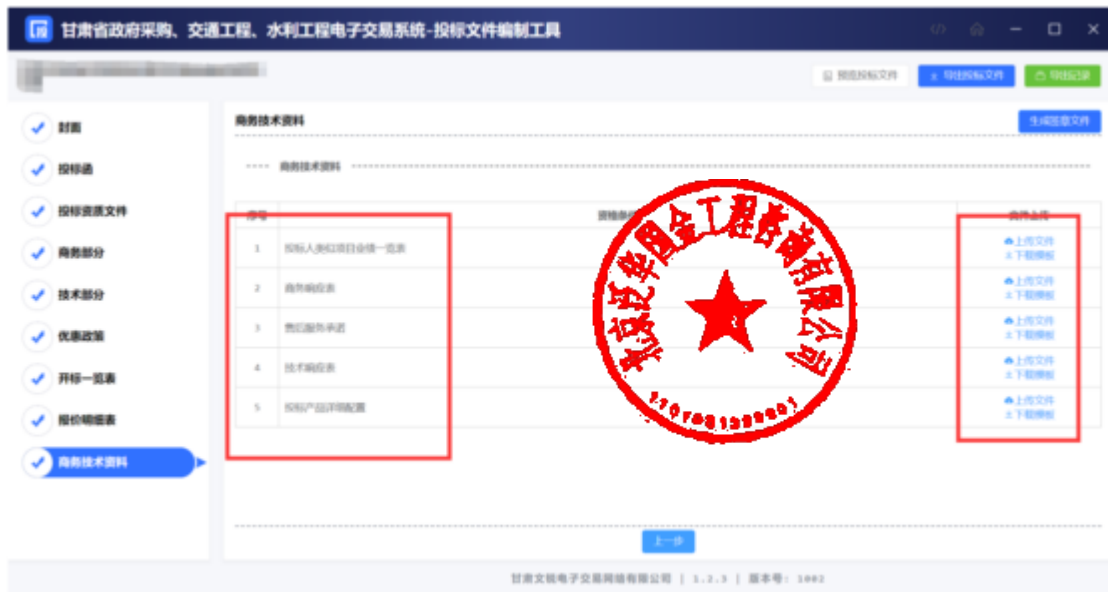 甘肃省政府采购、交通工程、水利工程电子交易系统-投标文件编制工具
预览投标文件 导出投标文件 导出记录
封面
投标函
投标资质文件
商务部分
技术部分
优惠政策
开标一览表
报价明细表
商务技术资料
商务技术资料 生成签章文件
商务技术资料
序号 资格条件 文件上传
1 投标人类似项目业绩一览表 上传文件
下载模板
2 商务响应表 上传文件
下载模板
3 售后服务承诺 上传文件
下载模板
4 技术响应表 上传文件
下载模板
5 投标产品详细配置 上传文件
下载模板
北京汉华国金工程咨询有限公司
上一步
甘肃文锐电子交易网络有限公司 | 1.2.3 | 版本号: 1002